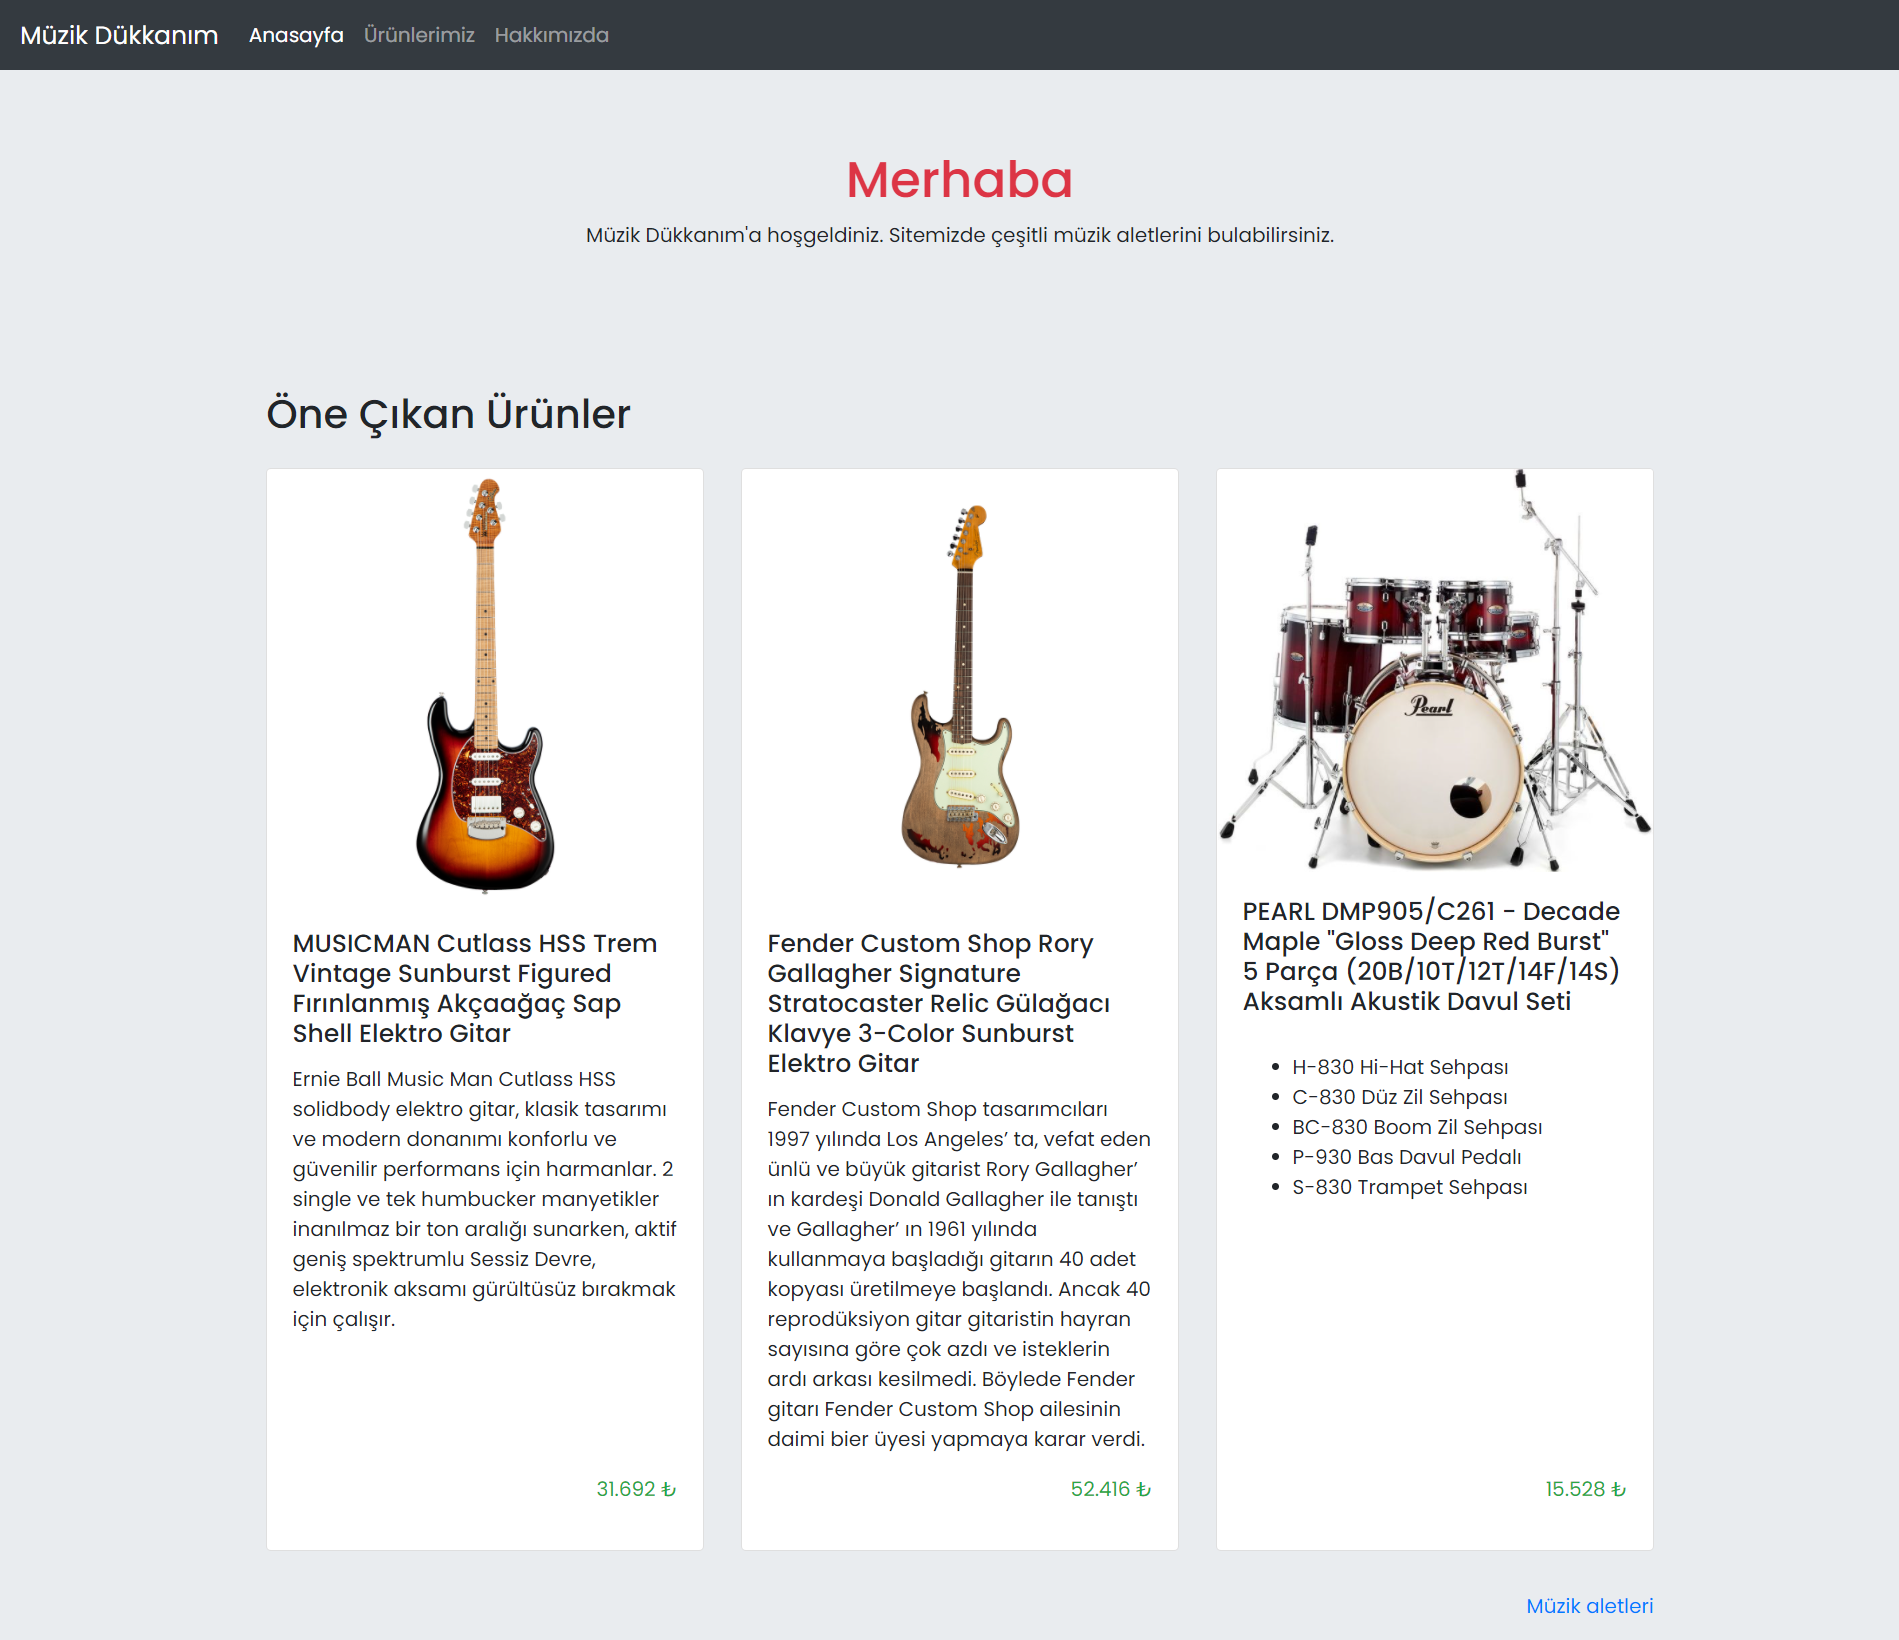 Müzik Dükkanım Anasayfa Ürünlerimiz Hakkımızda
Merhaba
Müzik Dükkanım'a hoşgeldiniz. Sitemizde çeşitli müzik aletlerini bulabilirsiniz.
Öne Çıkan Ürünler
MUSICMAN Cutlass HSS Trem
Vintage Sunburst Figured
Fırınlanmış Akçaağaç Sap
Shell Elektro Gitar
Ernie Ball Music Man Cutlass HSS
solidbody elektro gitar, klasik tasarımı
ve modern donanımı konforlu ve
güvenilir performans için harmanlar. 2
single ve tek humbucker manyetikler
inanılmaz bir ton aralığı sunarken, aktif
geniş spektrumlu Sessiz Devre,
elektronik aksamı gürültüsüz bırakmak
için çalışır.
31.692 ₺
Fender Custom Shop Rory
Gallagher Signature
Stratocaster Relic Gülağacı
Klavye 3-Color Sunburst
Elektro Gitar
Fender Custom Shop tasarımcıları
1997 yılında Los Angeles’ ta, vefat eden
ünlü ve büyük gitarist Rory Gallagher’
ın kardeşi Donald Gallagher ile tanıştı
ve Gallagher’ ın 1961 yılında
kullanmaya başladığı gitarın 40 adet
kopyası üretilmeye başlandı. Ancak 40
reprodüksiyon gitar gitaristin hayran
sayısına göre çok azdı ve isteklerin
ardı arkası kesilmedi. Böylede Fender
gitarı Fender Custom Shop ailesinin
daimi bier üyesi yapmaya karar verdi.
52.416 ₺
Pearl
PEARL DMP905/C261 - Decade
Maple "Gloss Deep Red Burst"
5 Parça (20B/10T/12T/14F/14S)
Aksamlı Akustik Davul Seti
• H-830 Hi-Hat Sehpası
• C-830 Düz Zil Sehpası
• BC-830 Boom Zil Sehpası
• P-930 Bas Davul Pedalı
• S-830 Trampet Sehpası
15.528 ₺
Müzik aletleri